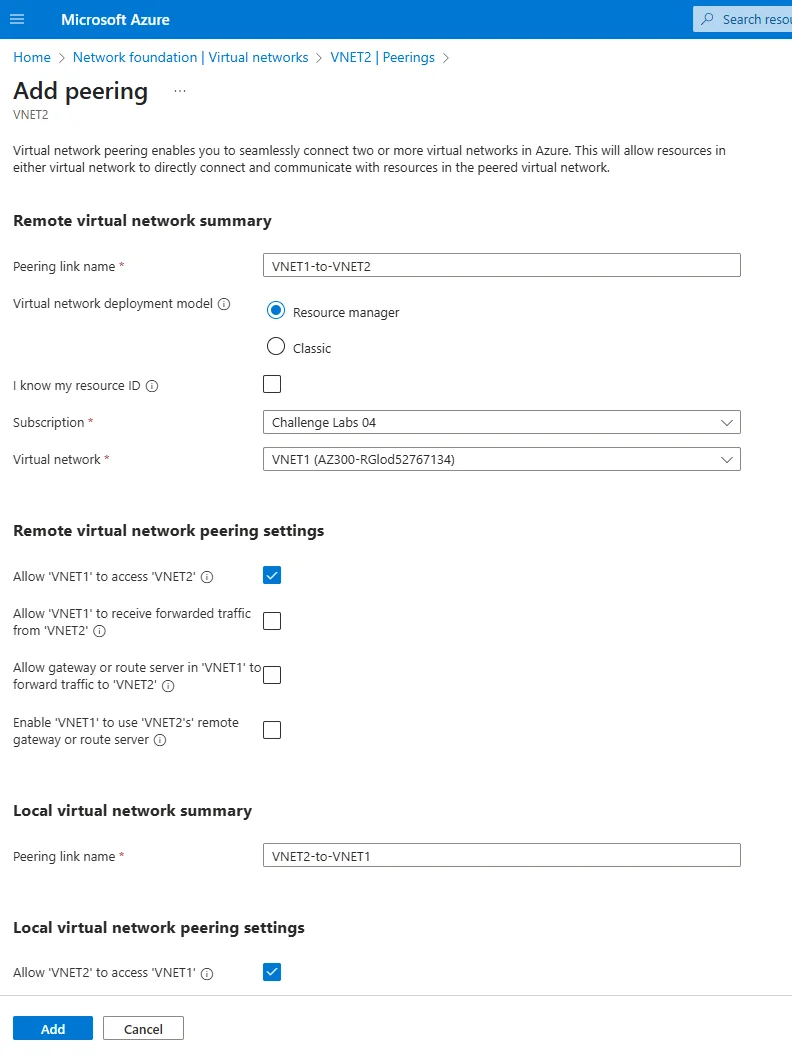 Microsoft Azure
Search resou
Home > Network foundation | Virtual networks > VNET2 | Peerings >
Add peering ...
VNET2
Virtual network peering enables you to seamlessly connect two or more virtual networks in Azure. This will allow resources in
either virtual network to directly connect and communicate with resources in the peered virtual network.
Remote virtual network summary
Peering link name *
VNET1-to-VNET2
Virtual network deployment model
Resource manager
Classic
I know my resource ID
Subscription *
Challenge Labs 04
Virtual network *
VNET1 (AZ300-RGlod52767134)
Remote virtual network peering settings
Allow 'VNET1' to access 'VNET2'
Allow 'VNET1' to receive forwarded traffic
from 'VNET2'
Allow gateway or route server in 'VNET1' to
forward traffic to 'VNET2'
Enable 'VNET1' to use 'VNET2's' remote
gateway or route server
Local virtual network summary
Peering link name *
VNET2-to-VNET1
Local virtual network peering settings
Allow 'VNET2' to access 'VNET1'
Add
Cancel